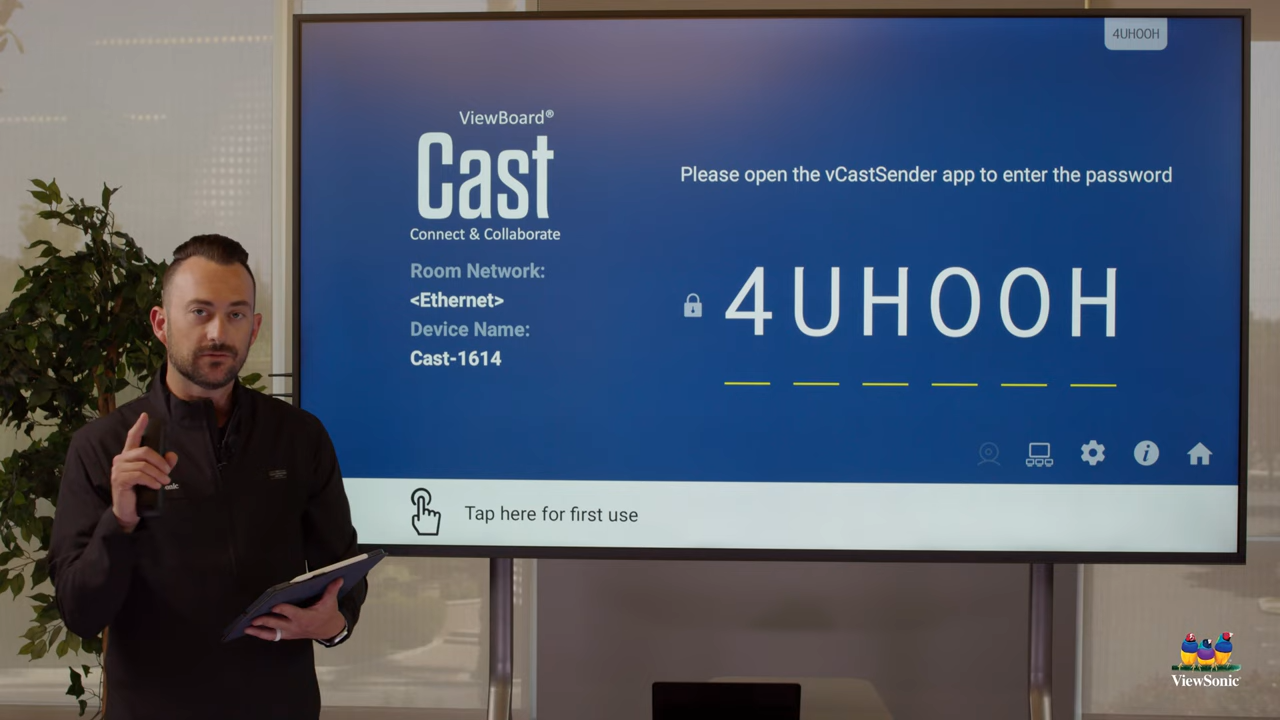 4UHOOH
ViewBoard®
Cast
Connect & Collaborate
Room Network:
<Ethernet>
Device Name:
Cast-1614
Please open the vCastSender app to enter the password
4UHOOH
Tap here for first use
ViewSonic